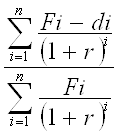 n
∑ Fi − di
i=1 (1 + r)^i
n
∑ Fi
i=1 (1 + r)^i